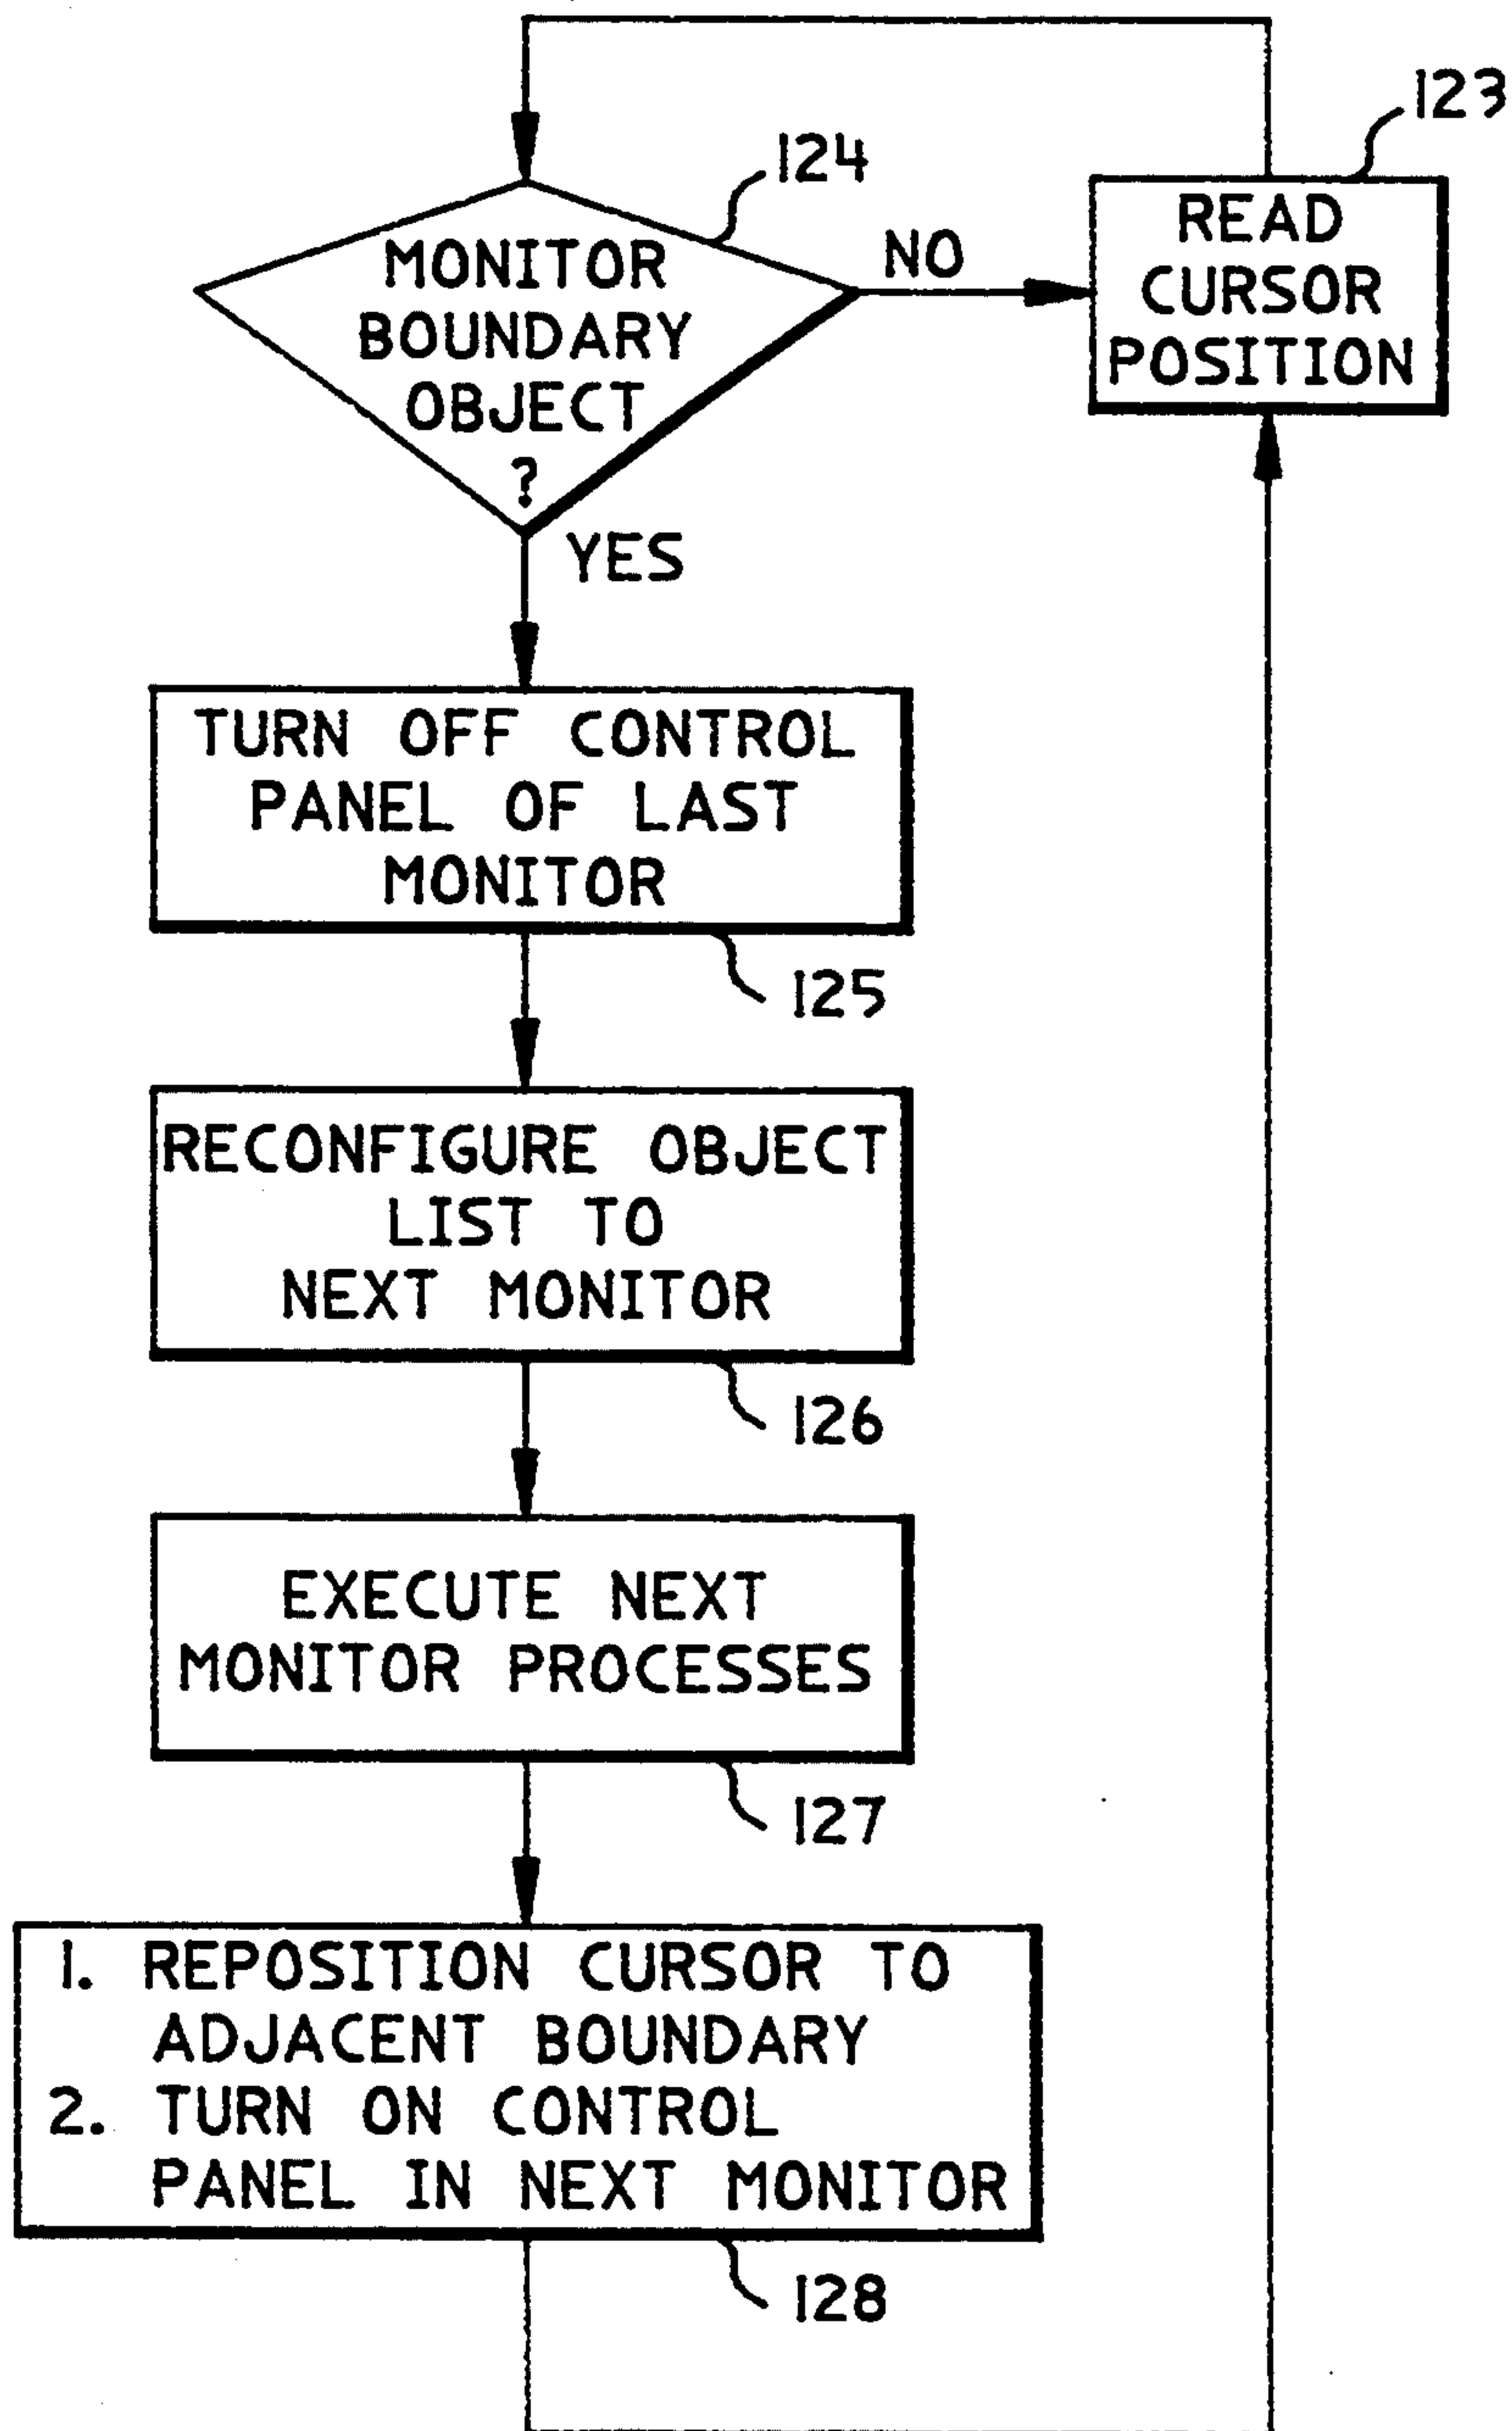 123
READ
CURSOR
POSITION
124
MONITOR
BOUNDARY
OBJECT
?
NO
YES
TURN OFF CONTROL
PANEL OF LAST
MONITOR
125
RECONFIGURE OBJECT
LIST TO
NEXT MONITOR
126
EXECUTE NEXT
MONITOR PROCESSES
127
1. REPOSITION CURSOR TO
ADJACENT BOUNDARY
2. TURN ON CONTROL
PANEL IN NEXT MONITOR
128